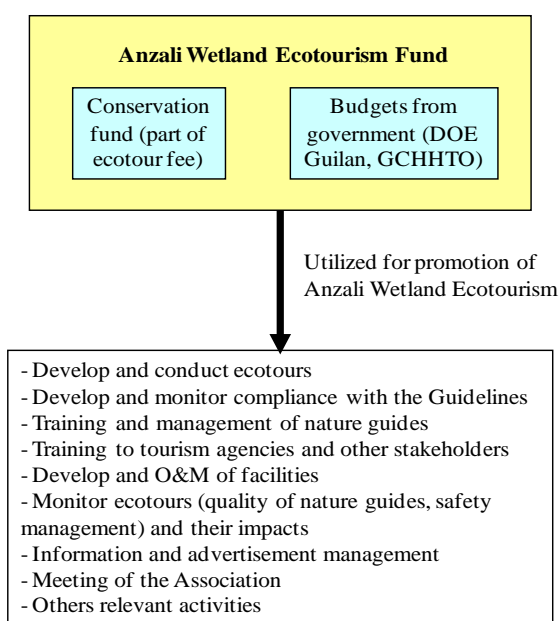 Anzali Wetland Ecotourism Fund
Conservation
fund (part of
ecotour fee)
Budgets from
government (DOE
Guilan, GCHHTO)
Utilized for promotion of
Anzali Wetland Ecotourism
- Develop and conduct ecotours
- Develop and monitor compliance with the Guidelines
- Training and management of nature guides
- Training to tourism agencies and other stakeholders
- Develop and O&M of facilities
- Monitor ecotours (quality of nature guides, safety
management) and their impacts
- Information and advertisement management
- Meeting of the Association
- Others relevant activities